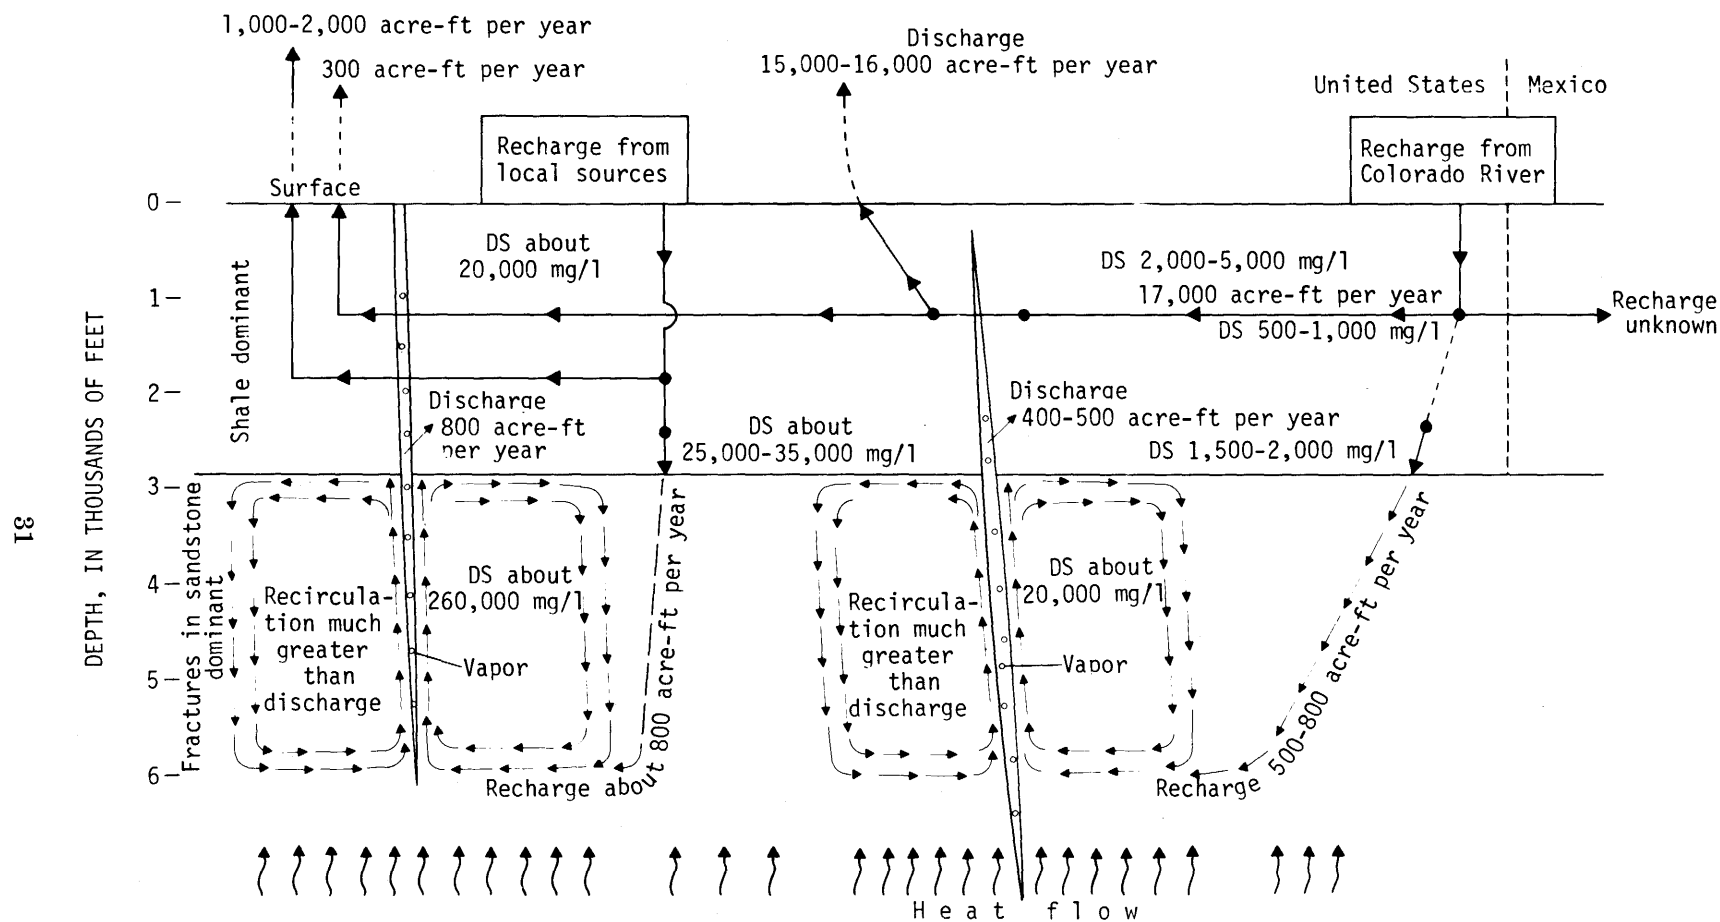 1,000-2,000 acre-ft per year
300 acre-ft per year
Discharge
15,000-16,000 acre-ft per year
United States
Mexico
Recharge from
local sources
Recharge from
Colorado River
Surface
0
1
2
3
4
5
6
DEPTH, IN THOUSANDS OF FEET
31
Shale dominant
Fractures in sandstone
dominant
DS about
20,000 mg/l
DS 2,000-5,000 mg/l
17,000 acre-ft per year
DS 500-1,000 mg/l
Recharge
unknown
Discharge
800 acre-ft
per year
DS about
25,000-35,000 mg/l
Discharge
400-500 acre-ft per year
DS 1,500-2,000 mg/l
Recircula-
tion much
greater
than
discharge
DS about
260,000 mg/l
Vapor
Recharge about 800 acre-ft per year
Recircula-
tion much
greater
than
discharge
DS about
20,000 mg/l
Vapor
Recharge 500-800 acre-ft per year
Heat flow